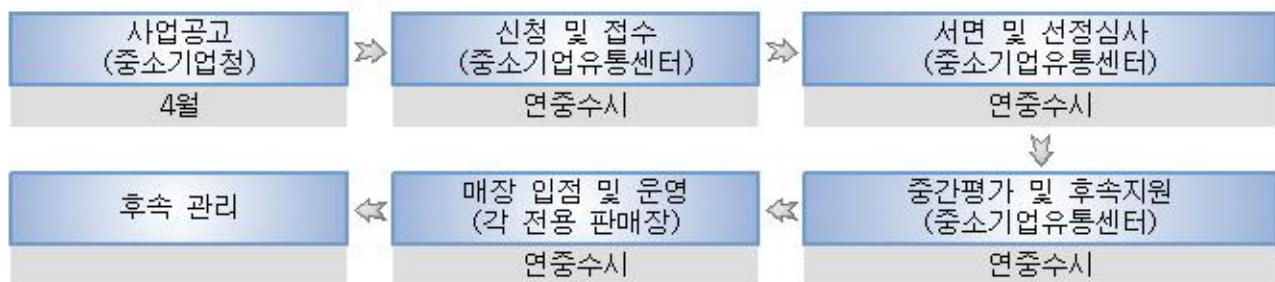 사업공고
(중소기업청)
4월
신청 및 접수
(중소기업유통센터)
연중수시
서면 및 선정심사
(중소기업유통센터)
연중수시
중간평가 및 후속지원
(중소기업유통센터)
연중수시
매장 입점 및 운영
(각 전용 판매장)
연중수시
후속 관리